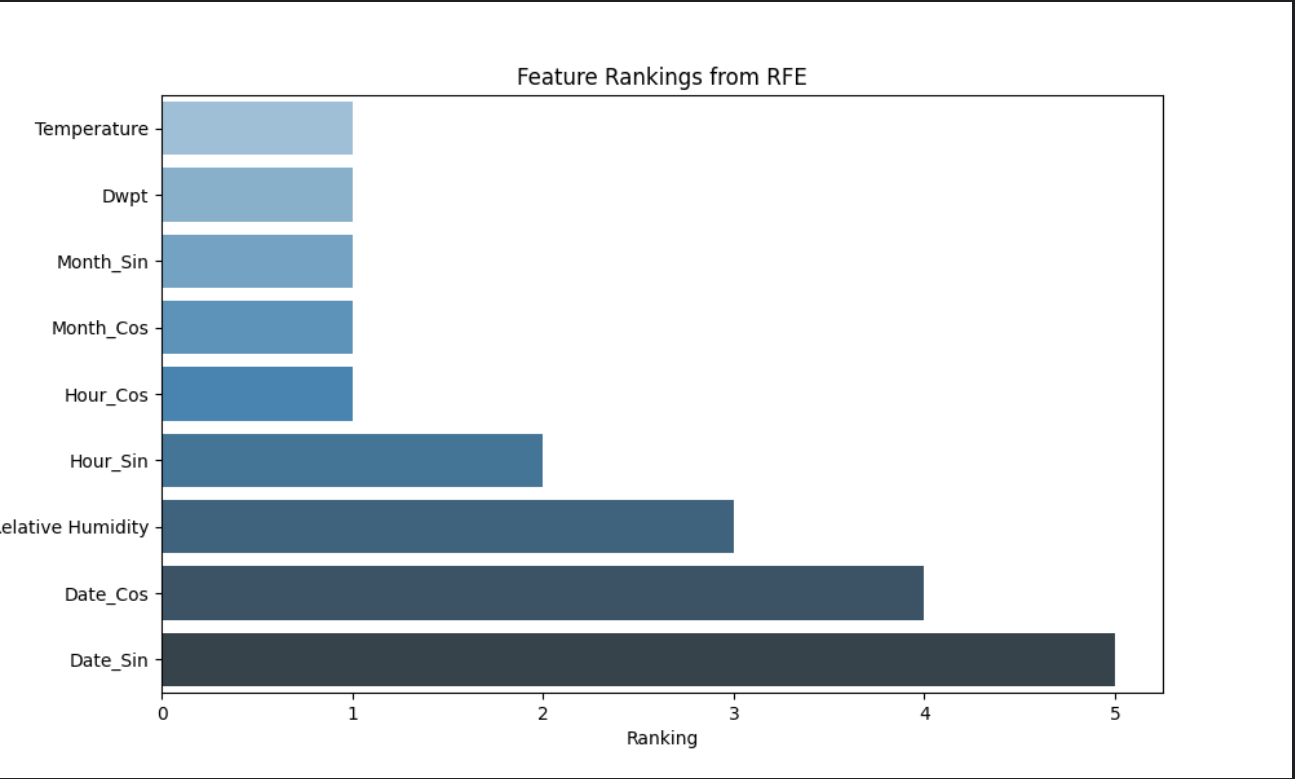 Feature Rankings from RFE
Temperature
Dwpt
Month_Sin
Month_Cos
Hour_Cos
Hour_Sin
elative Humidity
Date_Cos
Date_Sin
0 1 2 3 4 5
Ranking